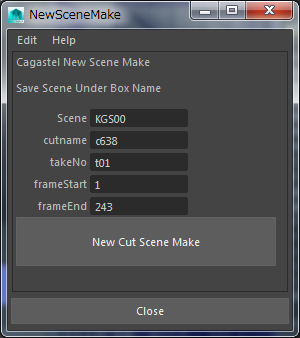 NewSceneMake
Edit Help
Cagastel New Scene Make
Save Scene Under Box Name
Scene KGS00
cutname c638
takeNo t01
frameStart 1
frameEnd 243
New Cut Scene Make
Close